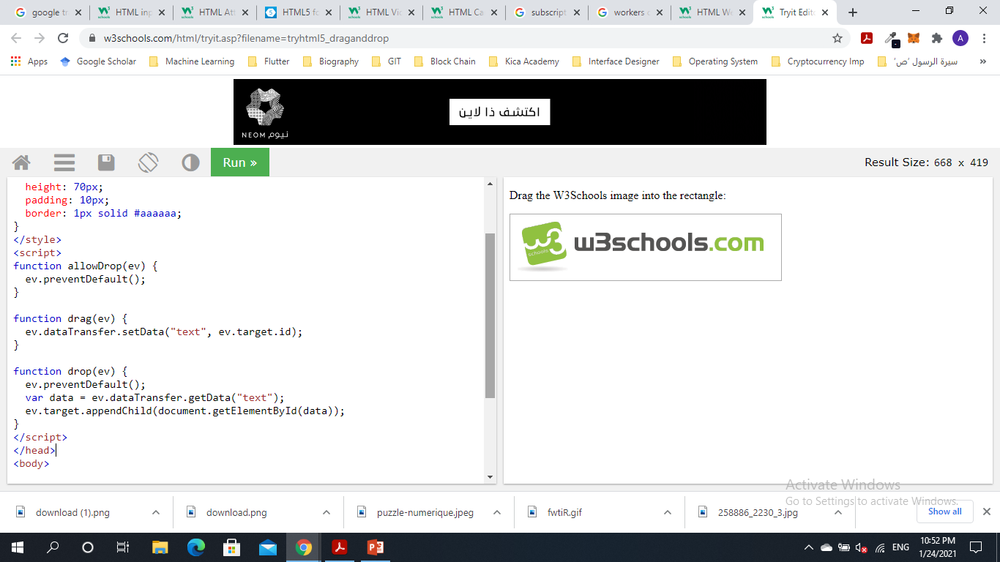 google tr
HTML inp
HTML Att
HTML5 fo
HTML Vid
HTML Ca
subscript
workers
HTML We
Tryit Edit
w3schools.com/html/tryit.asp?filename=tryhtml5_draganddrop
A
Apps
Google Scholar
Machine Learning
Flutter
Biography
GIT
Block Chain
Kica Academy
Interface Designer
Operating System
Cryptocurrency Imp
سيرة الرسول ’ص‘
»
نيوم NEOM
اكتشف ذا لاين
Run »
Result Size: 668 x 419
height: 70px;
padding: 10px;
border: 1px solid #aaaaaa;
}
</style>
<script>
function allowDrop(ev) {
ev.preventDefault();
}
function drag(ev) {
ev.dataTransfer.setData("text", ev.target.id);
}
function drop(ev) {
ev.preventDefault();
var data = ev.dataTransfer.getData("text");
ev.target.appendChild(document.getElementById(data));
}
</script>
</head>
<body>
Drag the W3Schools image into the rectangle:
w3 schools
w3schools.com
Activate Windows
Go to Settings to activate Windows.
download (1).png
download.png
puzzle-numerique.jpeg
fwtiR.gif
258886_2230_3.jpg
Show all
ENG
10:52 PM
1/24/2021